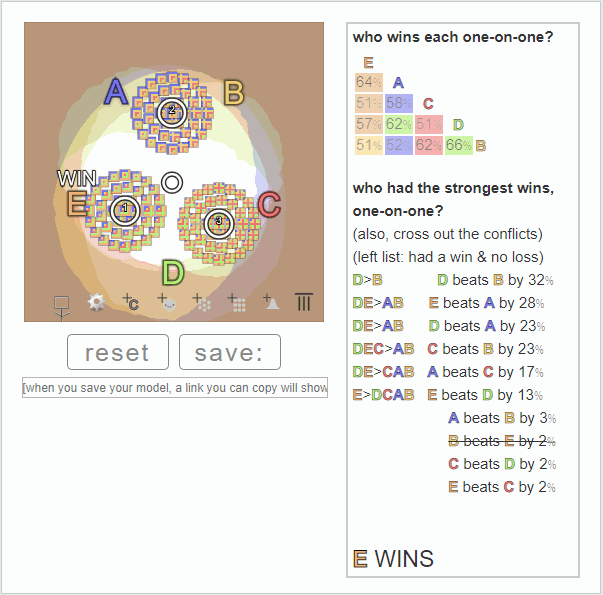 A
B
2
WIN
E
1
C
3
D
C
reset
save:
[when you save your model, a link you can copy will show
who wins each one-on-one?
E
64% A
51% 58% C
57% 62% 51% D
51% 52% 62% 66% B
who had the strongest wins,
one-on-one?
(also, cross out the conflicts)
(left list: had a win & no loss)
D>B D beats B by 32%
DE>AB E beats A by 28%
DE>AB D beats A by 23%
DEC>AB C beats B by 23%
DE>CAB A beats C by 17%
E>DCAB E beats D by 13%
A beats B by 3%
B beats E by 2%
C beats D by 2%
E beats C by 2%
E WINS